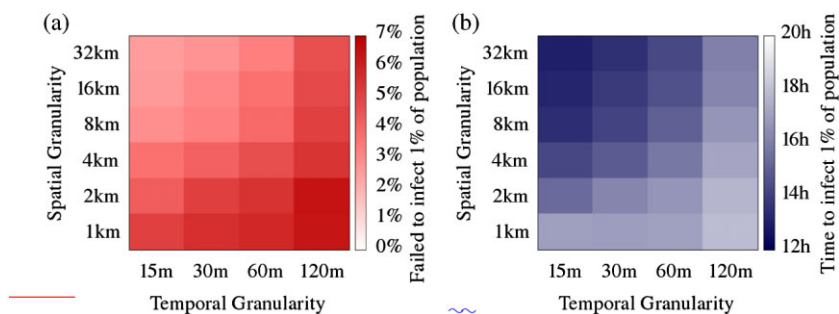 (a)
Spatial Granularity
32km
16km
8km
4km
2km
1km
15m 30m 60m 120m
Temporal Granularity
7%
6%
5%
4%
3%
2%
1%
0%
Failed to infect 1% of population
(b)
Spatial Granularity
32km
16km
8km
4km
2km
1km
15m 30m 60m 120m
Temporal Granularity
20h
18h
16h
14h
12h
Time to infect 1% of population